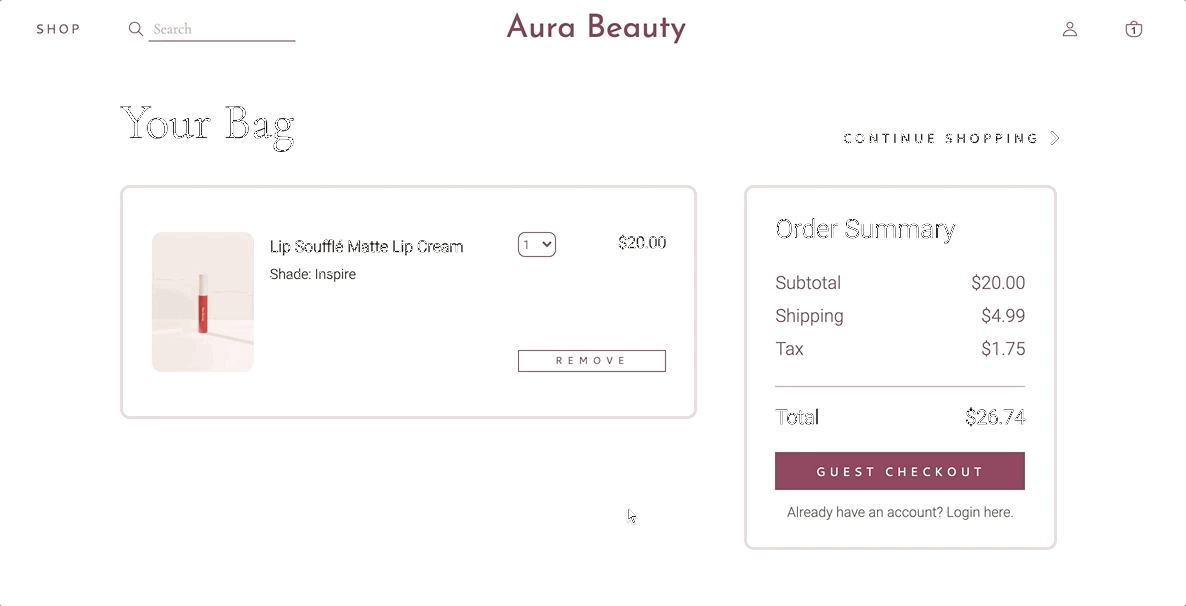 SHOP
Search
Aura Beauty
1
Your Bag
CONTINUE SHOPPING
Lip Soufflé Matte Lip Cream
1
$20.00
Shade: Inspire
REMOVE
Order Summary
Subtotal $20.00
Shipping $4.99
Tax $1.75
Total $26.74
GUEST CHECKOUT
Already have an account? Login here.